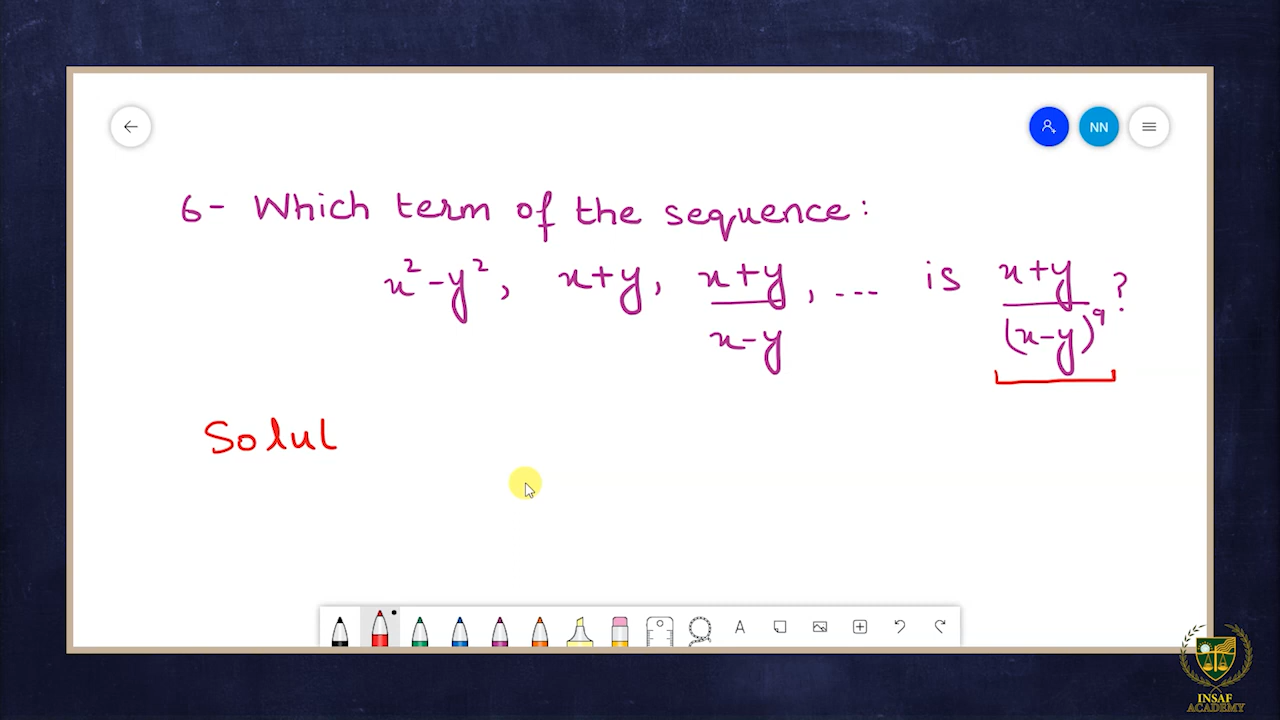 6- Which term of the sequence:
x² - y², x+y, x+y/x-y, ... is x+y/(x-y)⁹ ?
Solul
NN
A
INSAF
ACADEMY